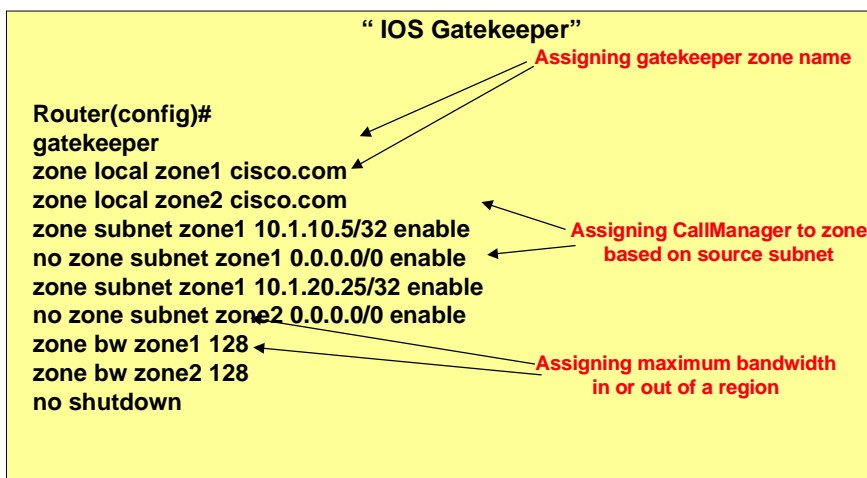 “ IOS Gatekeeper”
Assigning gatekeeper zone name
Router(config)#
gatekeeper
zone local zone1 cisco.com
zone local zone2 cisco.com
zone subnet zone1 10.1.10.5/32 enable
no zone subnet zone1 0.0.0.0/0 enable
zone subnet zone1 10.1.20.25/32 enable
no zone subnet zone2 0.0.0.0/0 enable
zone bw zone1 128
zone bw zone2 128
no shutdown
Assigning CallManager to zone
based on source subnet
Assigning maximum bandwidth
in or out of a region